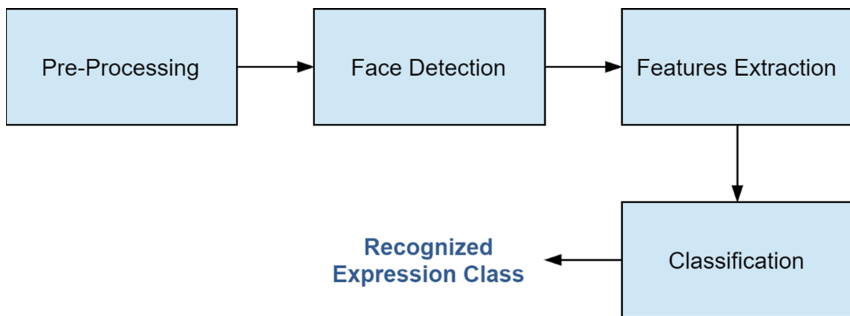 Pre-Processing
Face Detection
Features Extraction
Classification
Recognized
Expression Class